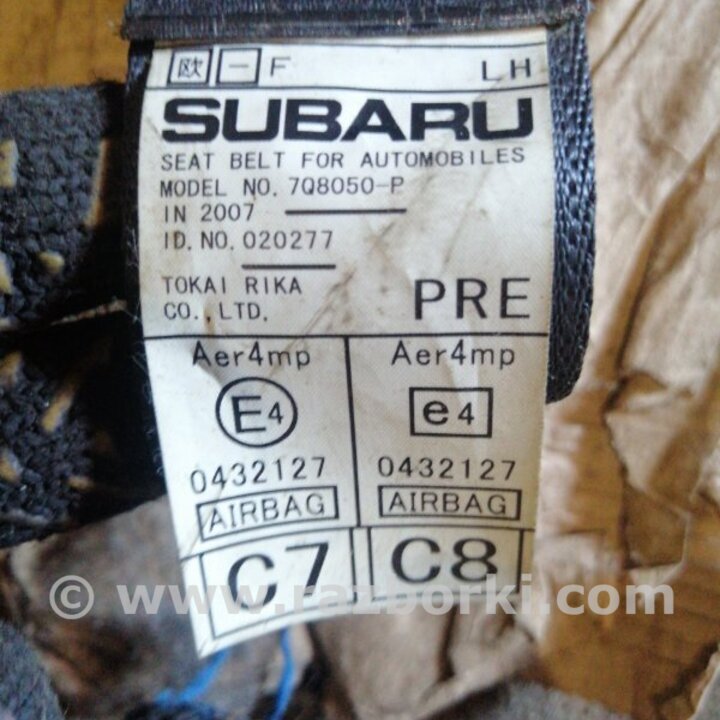 欧 一 F LH
SUBARU
SEAT BELT FOR AUTOMOBILES
MODEL NO. 7Q8050-P
IN 2007
ID. NO. 020277
TOKAI RIKA
CO., LTD.
PRE
Aer4mp Aer4mp
E4 e4
0432127 0432127
AIRBAG AIRBAG
C7 C8
© www.razborki.com